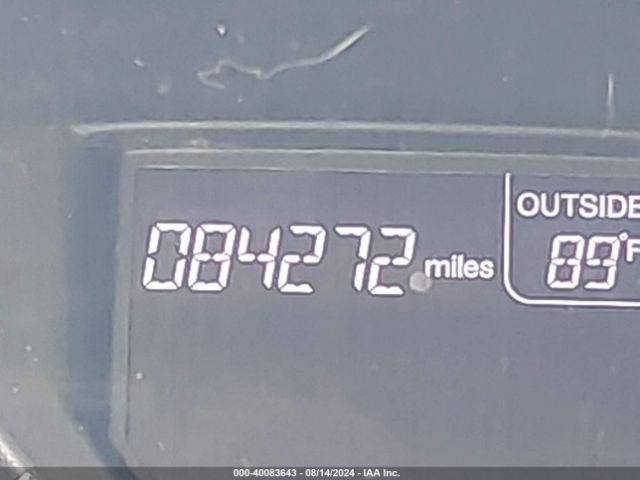 OUTSIDE
084272 miles
89°F
000-40083643 - 08/14/2024 - IAA Inc.